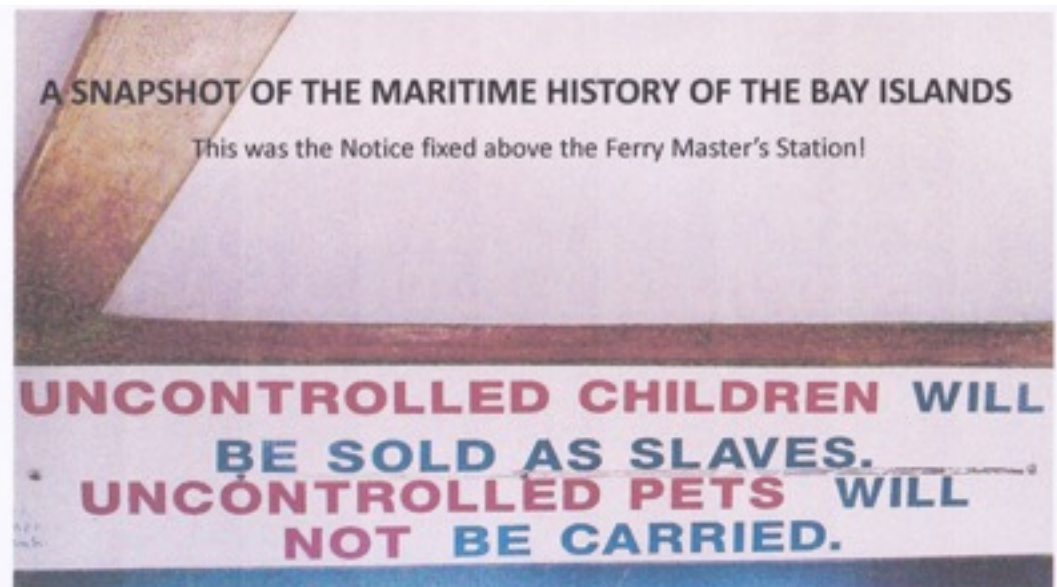 A SNAPSHOT OF THE MARITIME HISTORY OF THE BAY ISLANDS
This was the Notice fixed above the Ferry Master's Station!
UNCONTROLLED CHILDREN WILL
BE SOLD AS SLAVES.
UNCONTROLLED PETS WILL
NOT BE CARRIED.